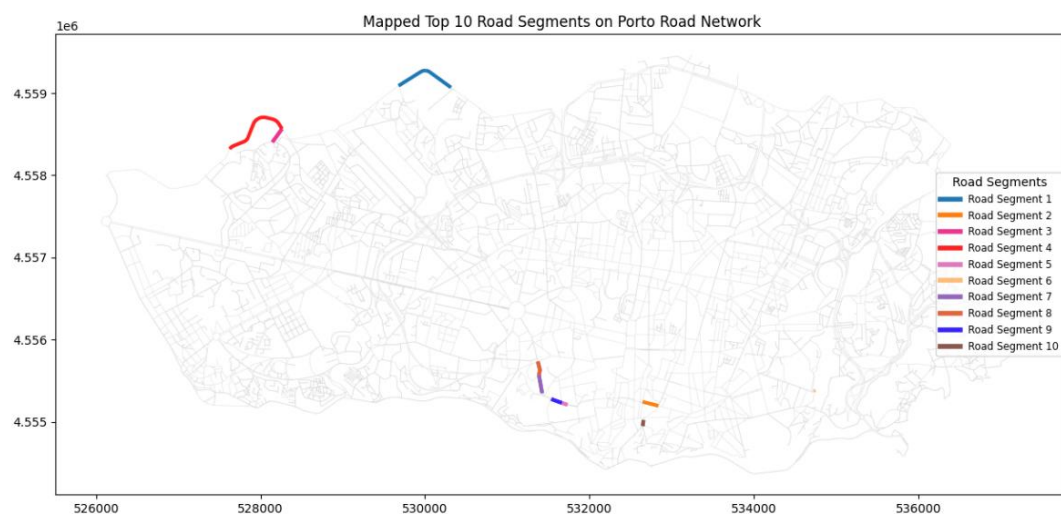 Mapped Top 10 Road Segments on Porto Road Network
1e6
4.559
4.558
4.557
4.556
4.555
526000
528000
530000
532000
534000
536000
Road Segments
Road Segment 1
Road Segment 2
Road Segment 3
Road Segment 4
Road Segment 5
Road Segment 6
Road Segment 7
Road Segment 8
Road Segment 9
Road Segment 10